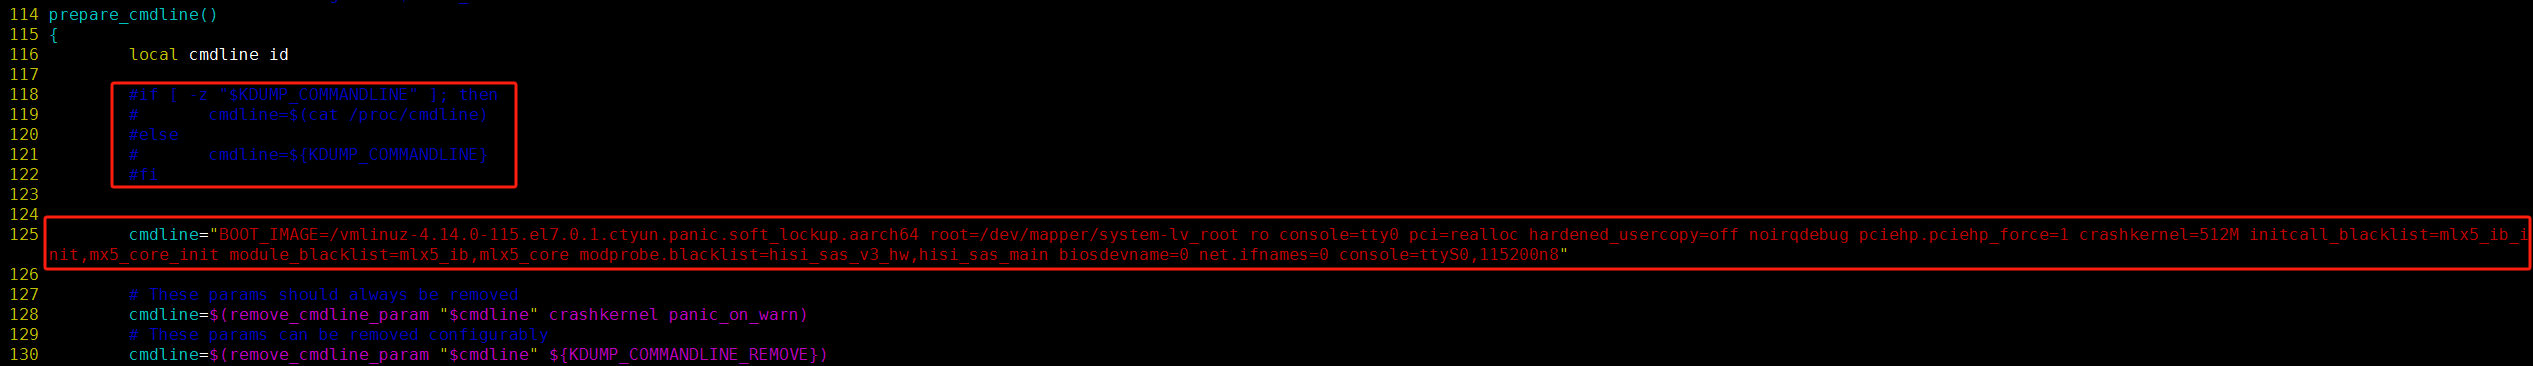 114 prepare_cmdline()
115 {
116         local cmdline id
117
118         #if [ -z "$KDUMP_COMMANDLINE" ]; then
119         #       cmdline=$(cat /proc/cmdline)
120         #else
121         #       cmdline=${KDUMP_COMMANDLINE}
122         #fi
123
124
125         cmdline="BOOT_IMAGE=/vmlinuz-4.14.0-115.el7.0.1.ctyun.panic.soft_lockup.aarch64 root=/dev/mapper/system-lv_root ro console=tty0 pci=realloc hardened_usercopy=off noirqdebug pciehp.pciehp_force=1 crashkernel=512M initcall_blacklist=mlx5_ib_i
nit,mx5_core_init module_blacklist=mlx5_ib,mlx5_core modprobe.blacklist=hisi_sas_v3_hw,hisi_sas_main biosdevname=0 net.ifnames=0 console=ttyS0,115200n8"
126
127         # These params should always be removed
128         cmdline=$(remove_cmdline_param "$cmdline" crashkernel panic_on_warn)
129         # These params can be removed configurably
130         cmdline=$(remove_cmdline_param "$cmdline" ${KDUMP_COMMANDLINE_REMOVE})